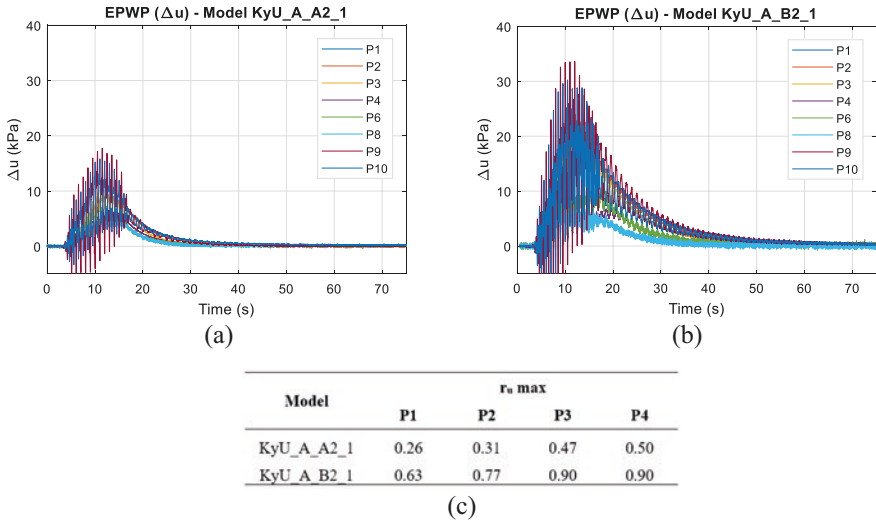 EPWP (Δu) - Model KyU_A_A2_1
40
30
20
10
0
Δu (kPa)
0 10 20 30 40 50 60 70
Time (s)
P1
P2
P3
P4
P6
P8
P9
P10
(a)
EPWP (Δu) - Model KyU_A_B2_1
40
30
20
10
0
Δu (kPa)
0 10 20 30 40 50 60 70
Time (s)
P1
P2
P3
P4
P6
P8
P9
P10
(b)
Model rᵤ max
P1 P2 P3 P4
KyU_A_A2_1 0.26 0.31 0.47 0.50
KyU_A_B2_1 0.63 0.77 0.90 0.90
(c)